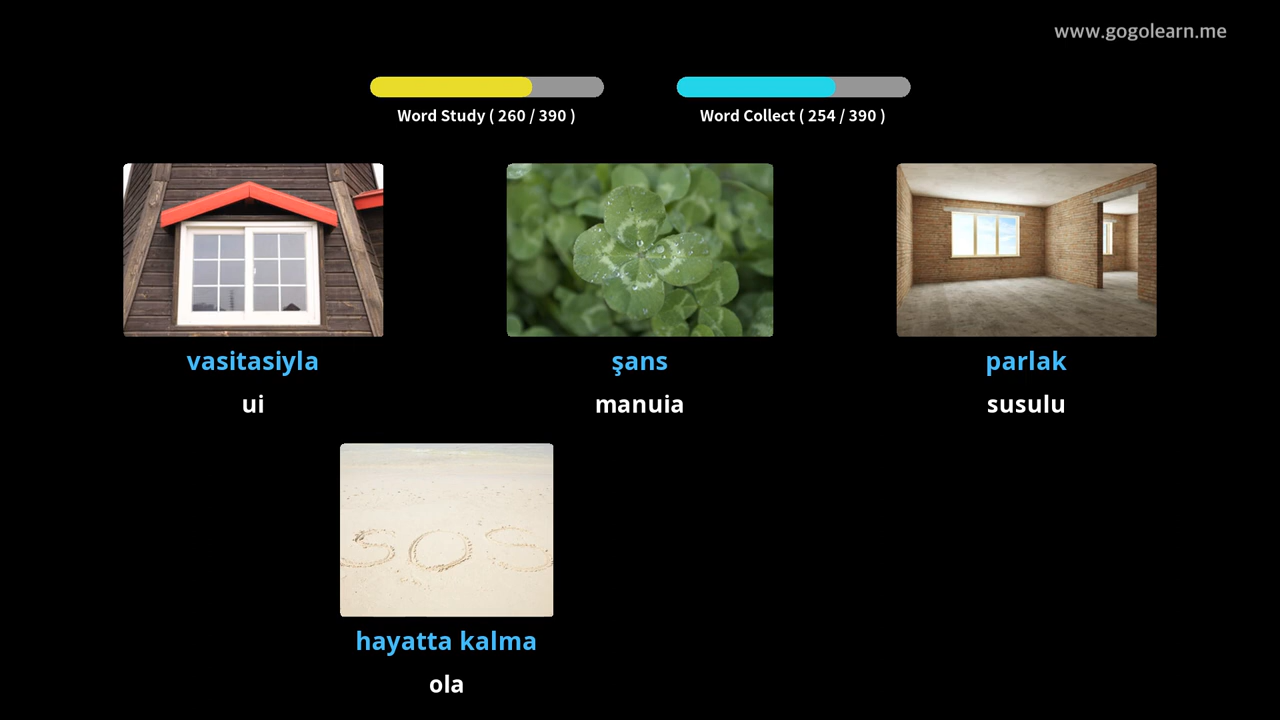 www.gogolearn.me
Word Study ( 260 / 390 )
Word Collect ( 254 / 390 )
vasitasiyla
ui
şans
manuia
parlak
susulu
SOS
hayatta kalma
ola